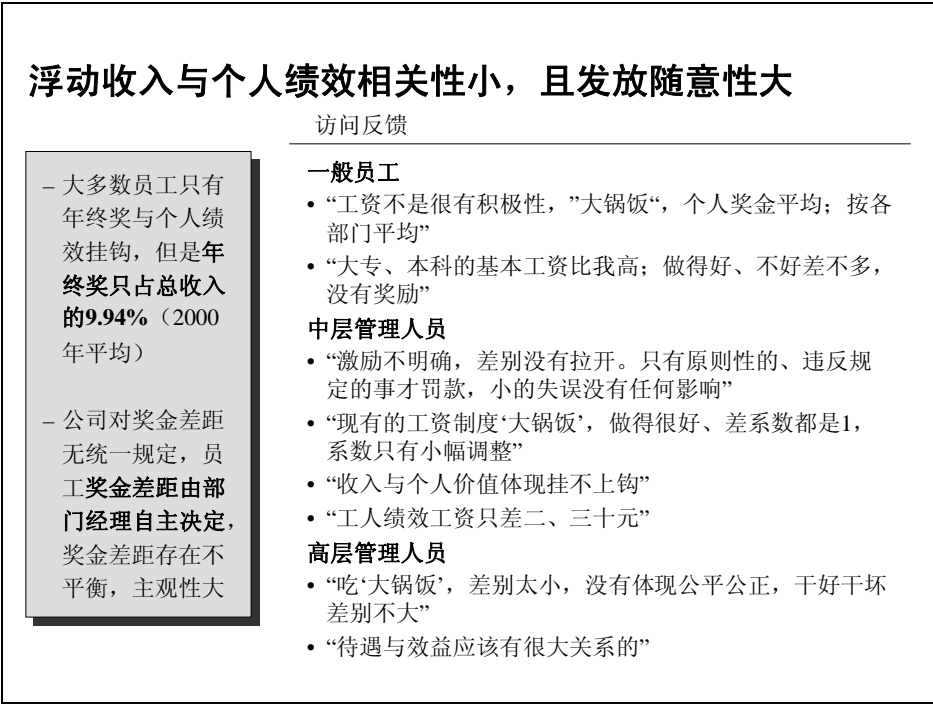 浮动收入与个人绩效相关性小，且发放随意性大
访问反馈
– 大多数员工只有
年终奖与个人绩
效挂钩，但是年
终奖只占总收入
的9.94%（2000
年平均）
– 公司对奖金差距
无统一规定，员
工奖金差距由部
门经理自主决定，
奖金差距存在不
平衡，主观性大
一般员工
• “工资不是很有积极性，”大锅饭“，个人奖金平均；按各
部门平均”
• “大专、本科的基本工资比我高；做得好、不好差不多，
没有奖励”
中层管理人员
• “激励不明确，差别没有拉开。只有原则性的、违反规
定的事才罚款，小的失误没有任何影响”
• “现有的工资制度‘大锅饭’，做得很好、差系数都是1，
系数只有小幅调整”
• “收入与个人价值体现挂不上钩”
• “工人绩效工资只差二、三十元”
高层管理人员
• “吃‘大锅饭’，差别太小，没有体现公平公正，干好干坏
差别不大”
• “待遇与效益应该有很大关系的”